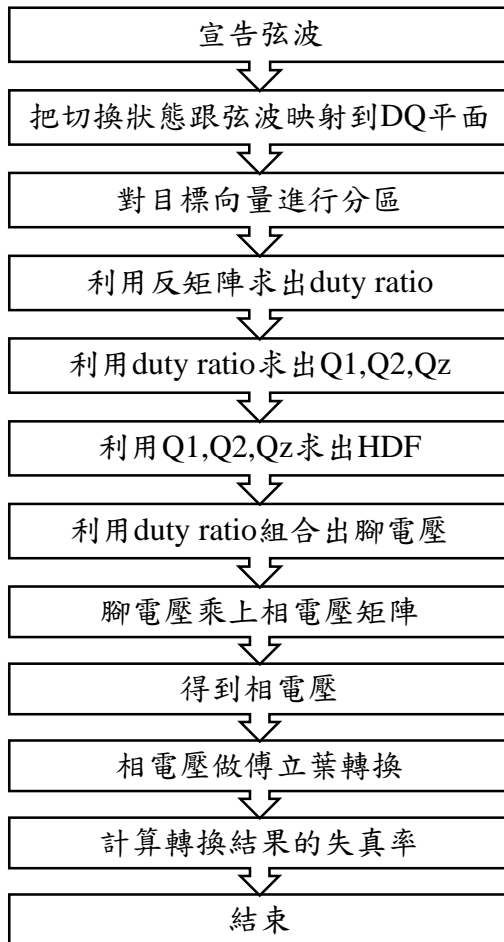 宣告弦波
把切換狀態跟弦波映射到DQ平面
對目標向量進行分區
利用反矩陣求出duty ratio
利用duty ratio求出Q1,Q2,Qz
利用Q1,Q2,Qz求出HDF
利用duty ratio組合出腳電壓
腳電壓乘上相電壓矩陣
得到相電壓
相電壓做傅立葉轉換
計算轉換結果的失真率
結束